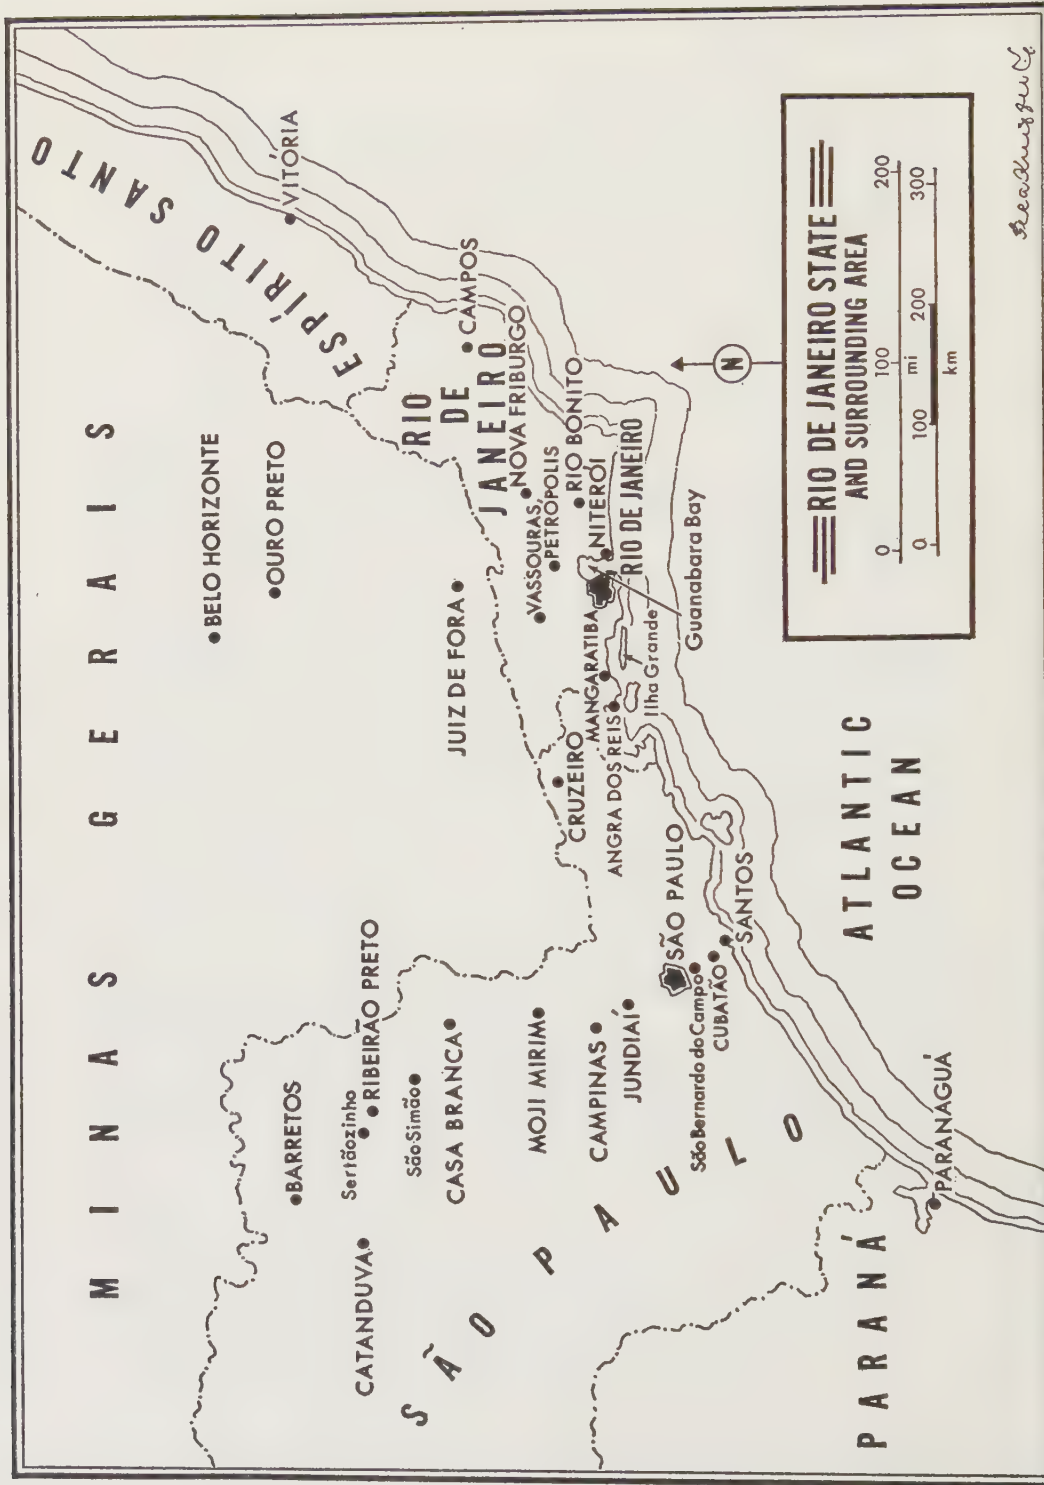 MINAS GERAIS
ESPÍRITO SANTO
BELO HORIZONTE
VITÓRIA
OURO PRETO
BARRETOS
CATANDUVA
Sertãozinho
RIBEIRAO PRETO
São Simão
CASA BRANCA
JUIZ DE FORA
RIO
DE
JANEIRO
CAMPOS
NOVA FRIBURGO
VASSOURAS
PETRÓPOLIS
MOJI MIRIM
CRUZEIRO
RIO BONITO
CAMPINAS
MANGARATIBA
NITERÓI
JUNDIAÍ
ANGRA DOS REIS
RIO DE JANEIRO
Ilha Grande
SÃO PAULO
SÃO PAULO
Guanabara Bay
São Bernardo do Campo
CUBATÃO
SANTOS
N
RIO DE JANEIRO STATE
AND SURROUNDING AREA
0 100 200
mi
0 100 200 300
km
ATLANTIC
OCEAN
PARANÁ
PARANAGUÁ